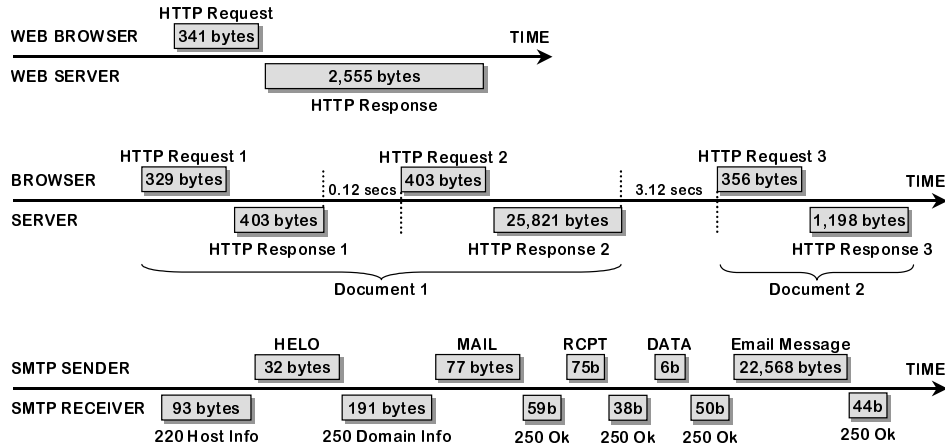 HTTP Request
WEB BROWSER 341 bytes TIME
WEB SERVER 2,555 bytes
HTTP Response
HTTP Request 1 HTTP Request 2 HTTP Request 3
BROWSER 329 bytes 0.12 secs 403 bytes 3.12 secs 356 bytes TIME
SERVER 403 bytes 25,821 bytes 1,198 bytes
HTTP Response 1 HTTP Response 2 HTTP Response 3
Document 1 Document 2
HELO MAIL RCPT DATA Email Message
SMTP SENDER 32 bytes 77 bytes 75b 6b 22,568 bytes TIME
SMTP RECEIVER 93 bytes 191 bytes 59b 38b 50b 44b
220 Host Info 250 Domain Info 250 Ok 250 Ok 250 Ok 250 Ok